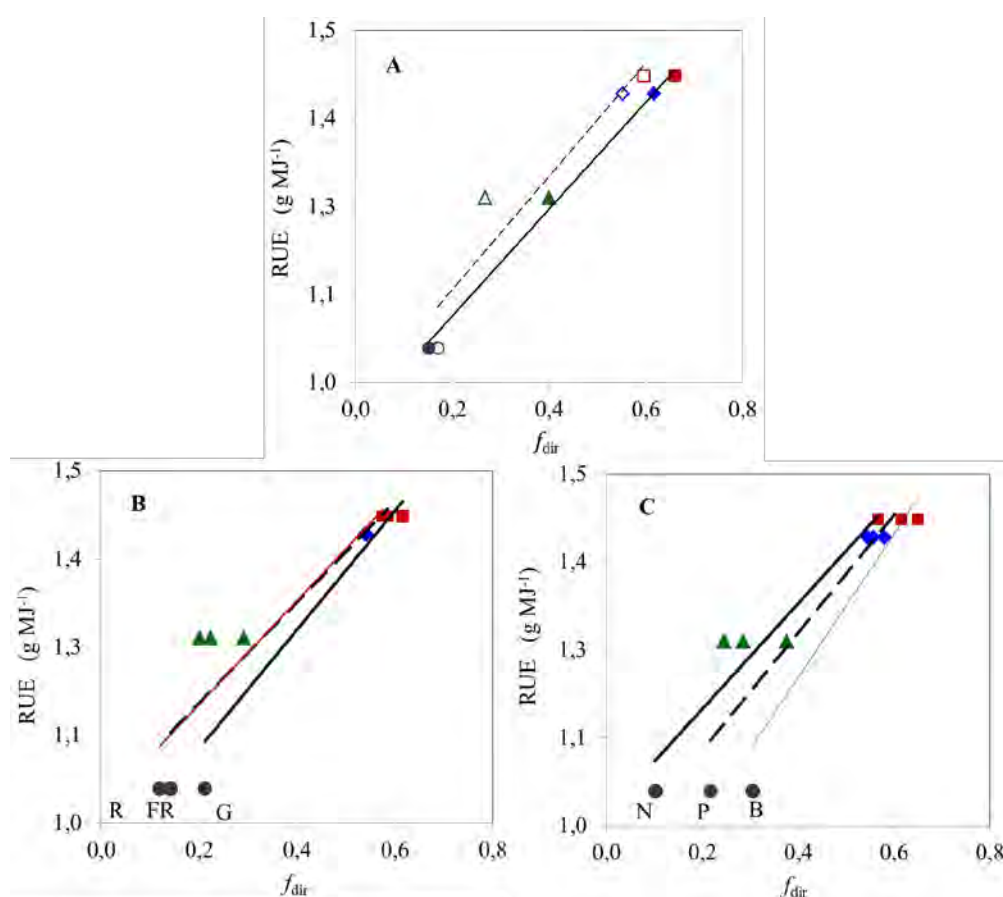 A
RUE (g MJ⁻¹)
1,5
1,4
1,3
1,1
1,0
0,0 0,2 0,4 0,6 0,8
f_dir
B
RUE (g MJ⁻¹)
1,5
1,4
1,3
1,1
1,0
R FR G
0,0 0,2 0,4 0,6 0,8
f_dir
C
RUE (g MJ⁻¹)
1,5
1,4
1,3
1,1
1,0
N P B
0,0 0,2 0,4 0,6 0,8
f_dir